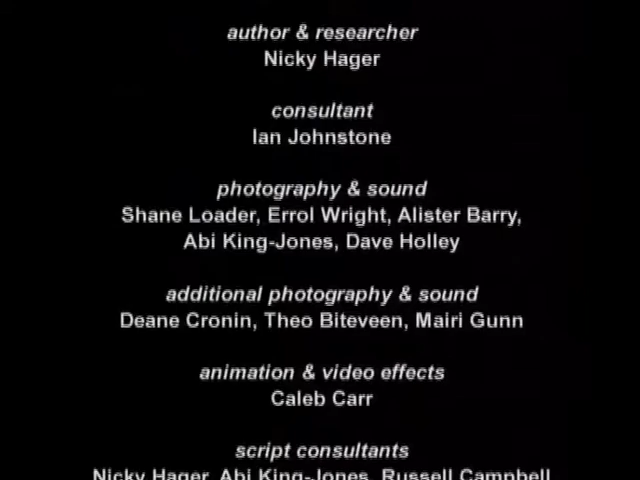 author & researcher
Nicky Hager
consultant
Ian Johnstone
photography & sound
Shane Loader, Errol Wright, Alister Barry,
Abi King-Jones, Dave Holley
additional photography & sound
Deane Cronin, Theo Biteveen, Mairi Gunn
animation & video effects
Caleb Carr
script consultants
Nicky Hager, Abi King-Jones, Russell Campbell